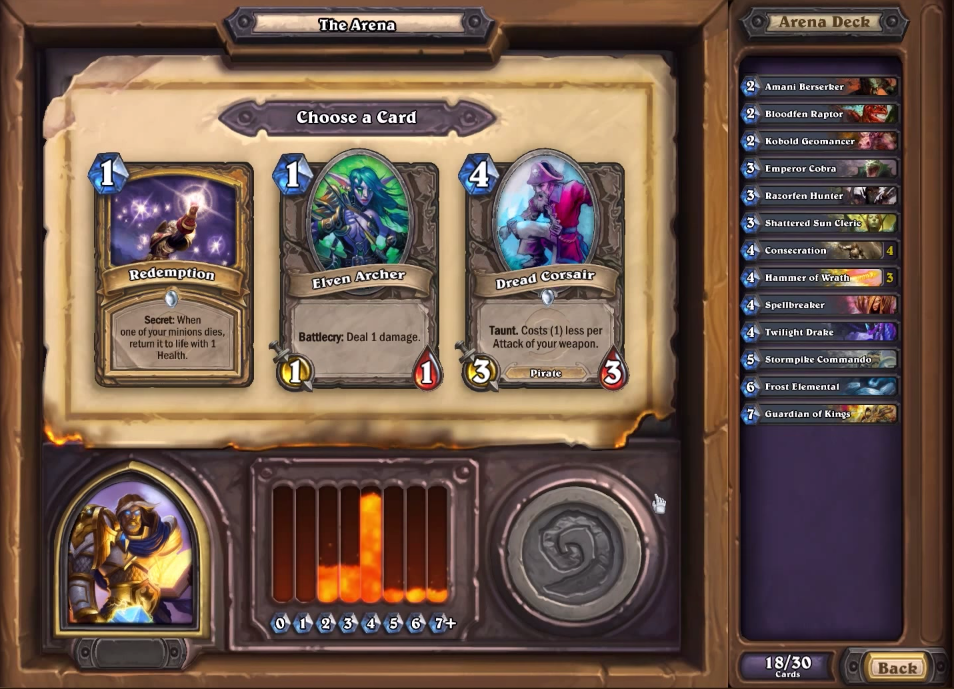 The Arena
Choose a Card
1
Redemption
Secret: When
one of your minions dies,
return it to life with 1
Health.
1
Elven Archer
Battlecry: Deal 1 damage.
1
1
4
Dread Corsair
Taunt. Costs (1) less per
Attack of your weapon.
3
Pirate
3
0 1 2 3 4 5 6 7+
Arena Deck
2 Amani Berserker
2 Bloodfen Raptor
2 Kobold Geomancer
3 Emperor Cobra
3 Razorfen Hunter
3 Shattered Sun Cleric
4 Consecration 4
4 Hammer of Wrath 3
4 Spellbreaker
4 Twilight Drake
5 Stormpike Commando
6 Frost Elemental
7 Guardian of Kings
18/30
Cards
Back